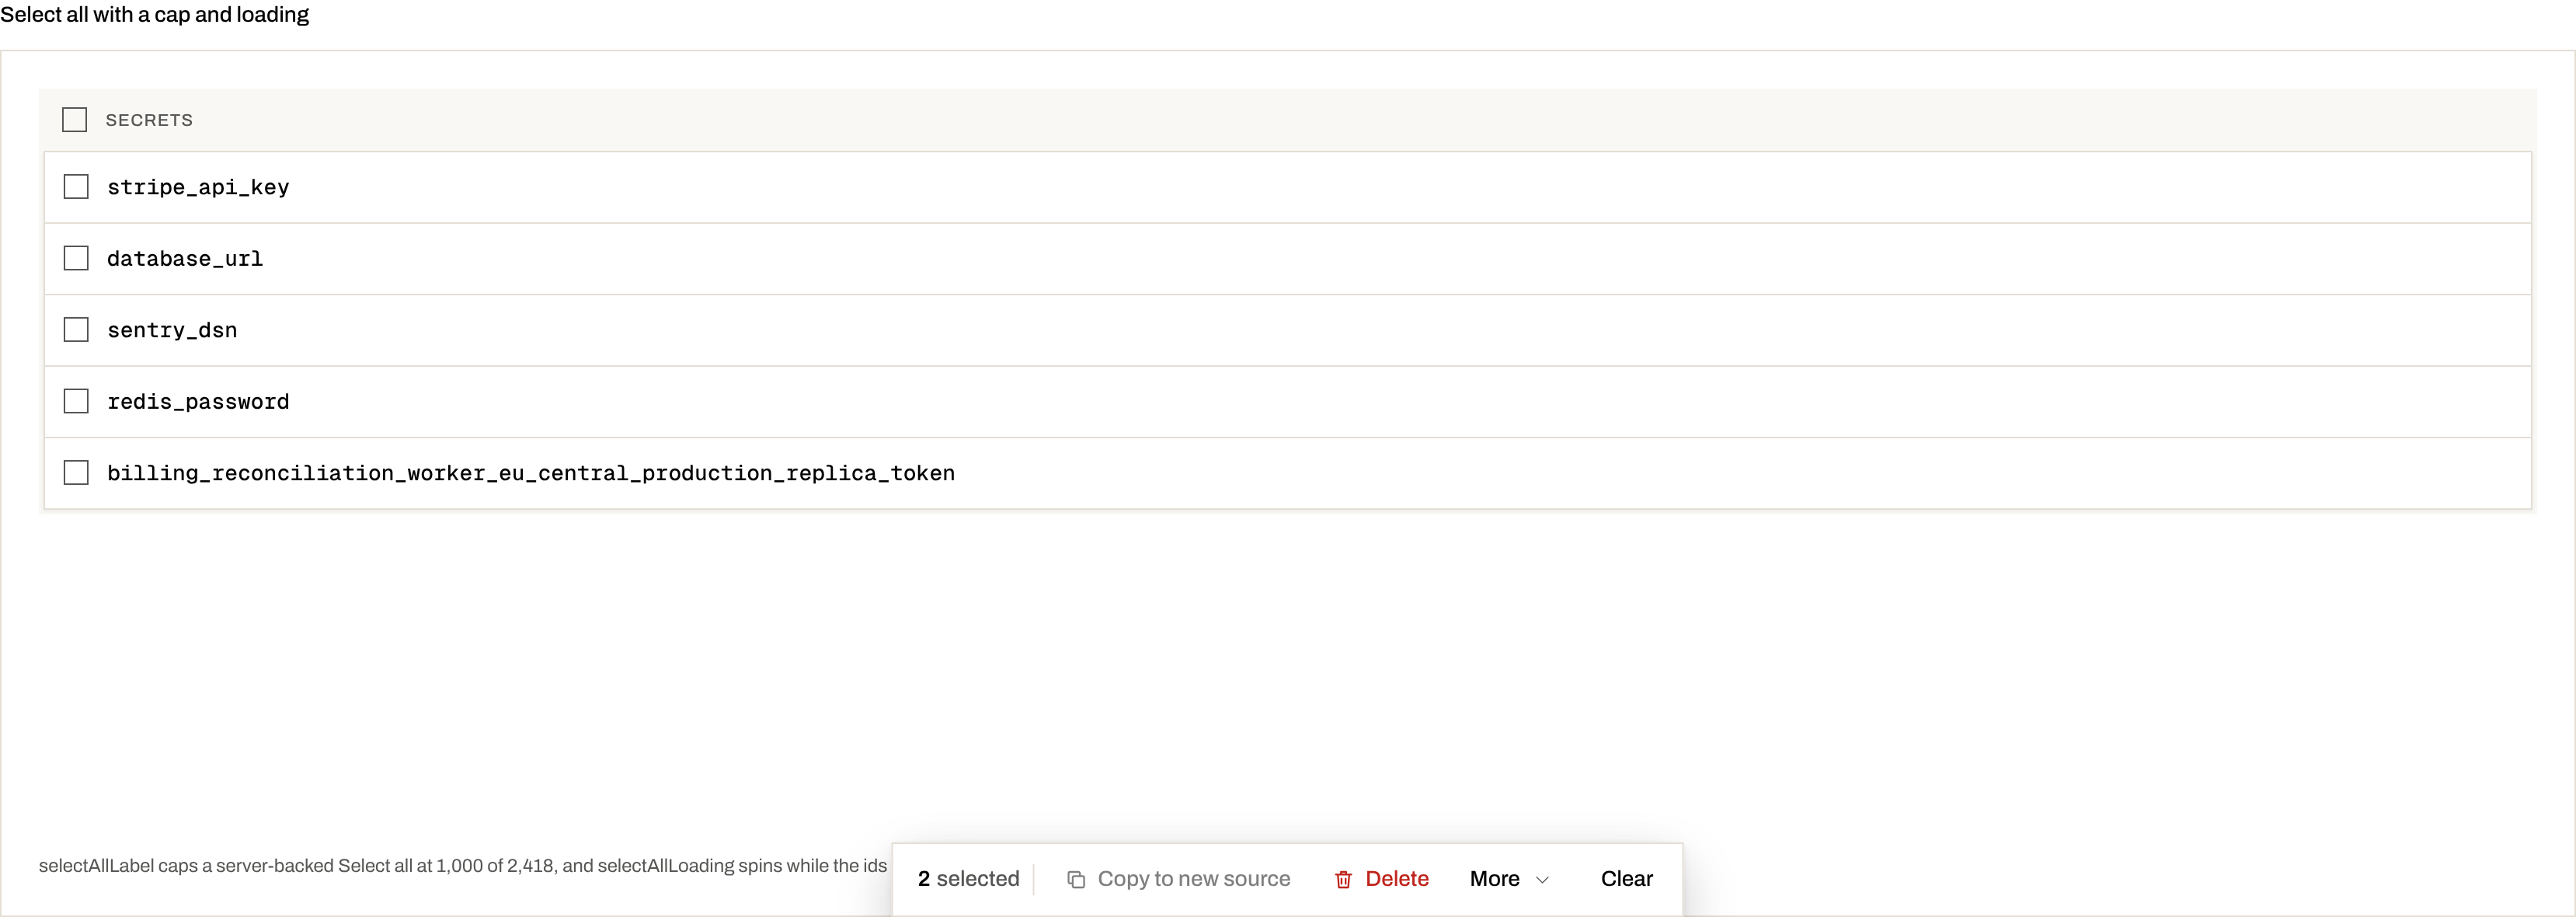 Select all with a cap and loading
SECRETS
stripe_api_key
database_url
sentry_dsn
redis_password
billing_reconciliation_worker_eu_central_production_replica_token
selectAllLabel caps a server-backed Select all at 1,000 of 2,418, and selectAllLoading spins while the ids
2 selected Copy to new source Delete More Clear